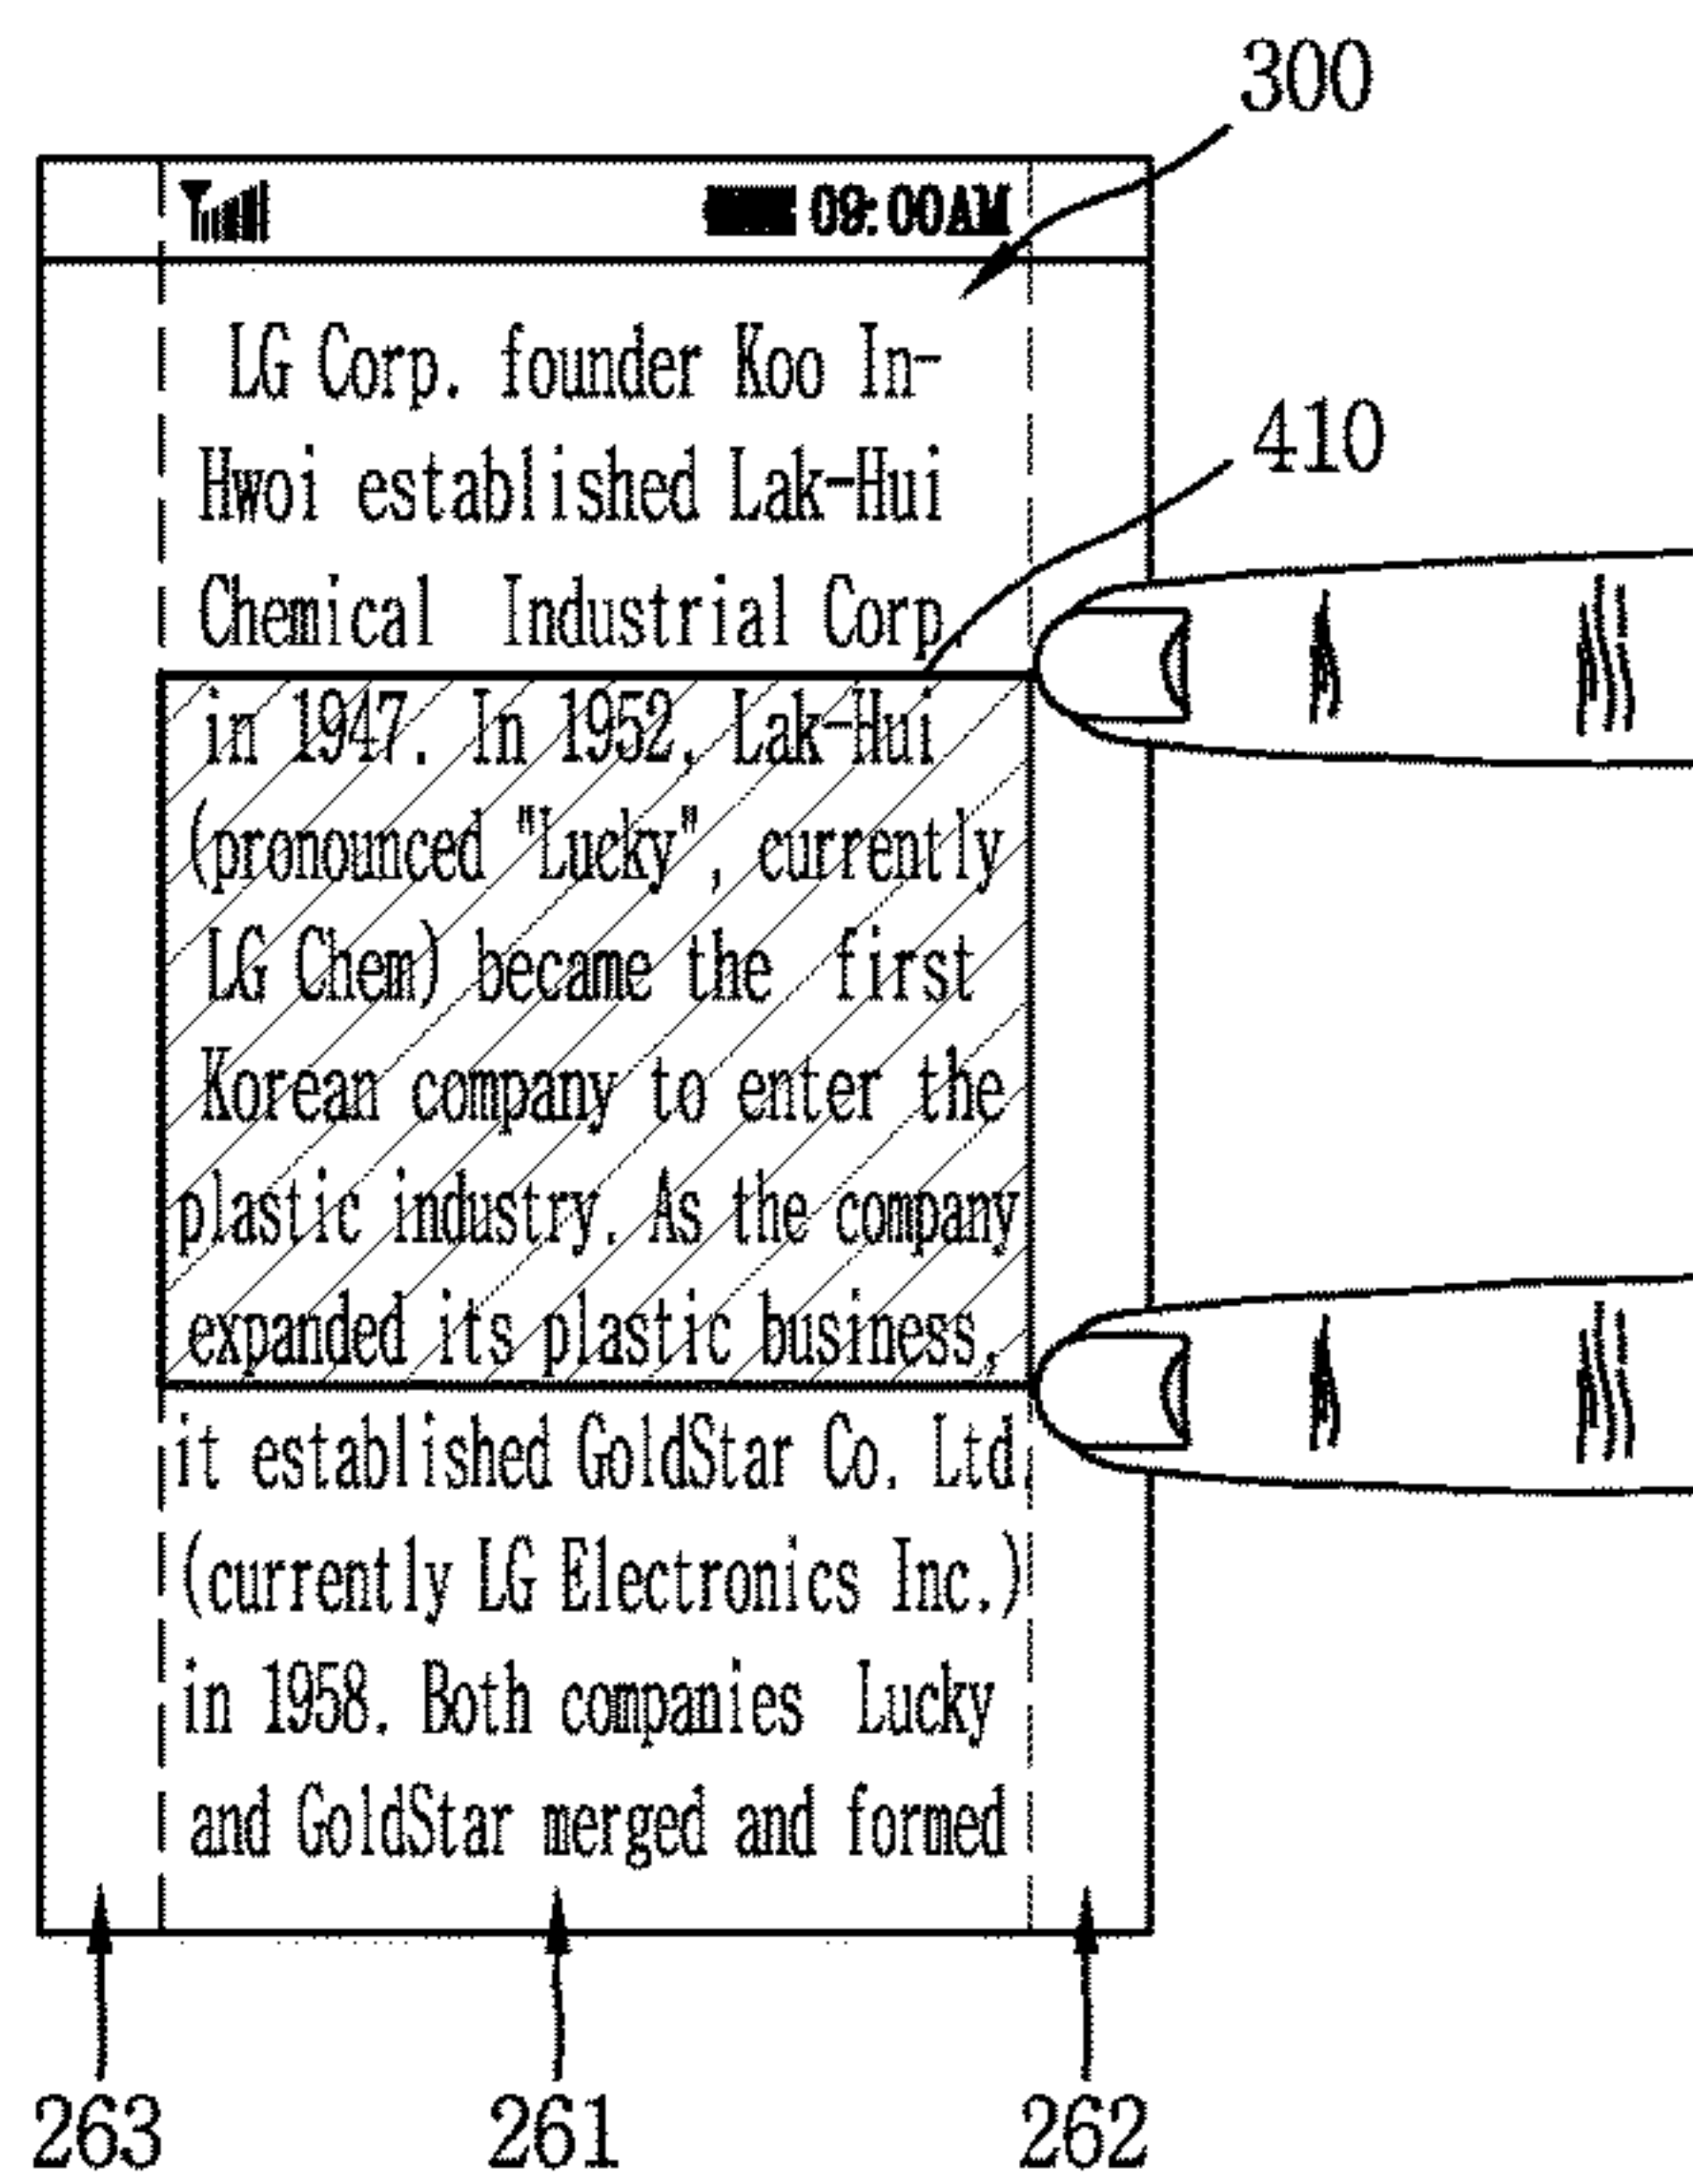 300
09:00AM
LG Corp. founder Koo In-
410
Hwoi established Lak-Hui
Chemical Industrial Corp.
in 1947. In 1952, Lak-Hui
(pronounced "Lucky", currently
LG Chem) became the first
Korean company to enter the
plastic industry. As the company
expanded its plastic business,
it established GoldStar Co. Ltd.
(currently LG Electronics Inc.)
in 1958. Both companies Lucky
and GoldStar merged and formed
263 261 262